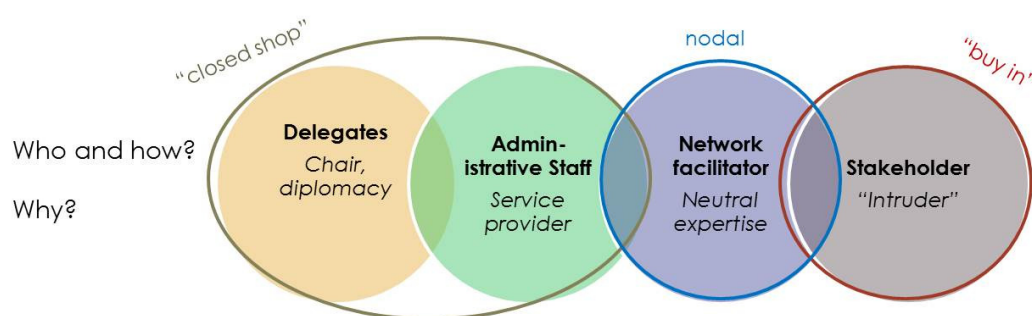 "closed shop"
nodal
"buy in"
Who and how?
Why?
Delegates
Chair,
diplomacy
Admin-
istrative Staff
Service
provider
Network
facilitator
Neutral
expertise
Stakeholder
"Intruder"